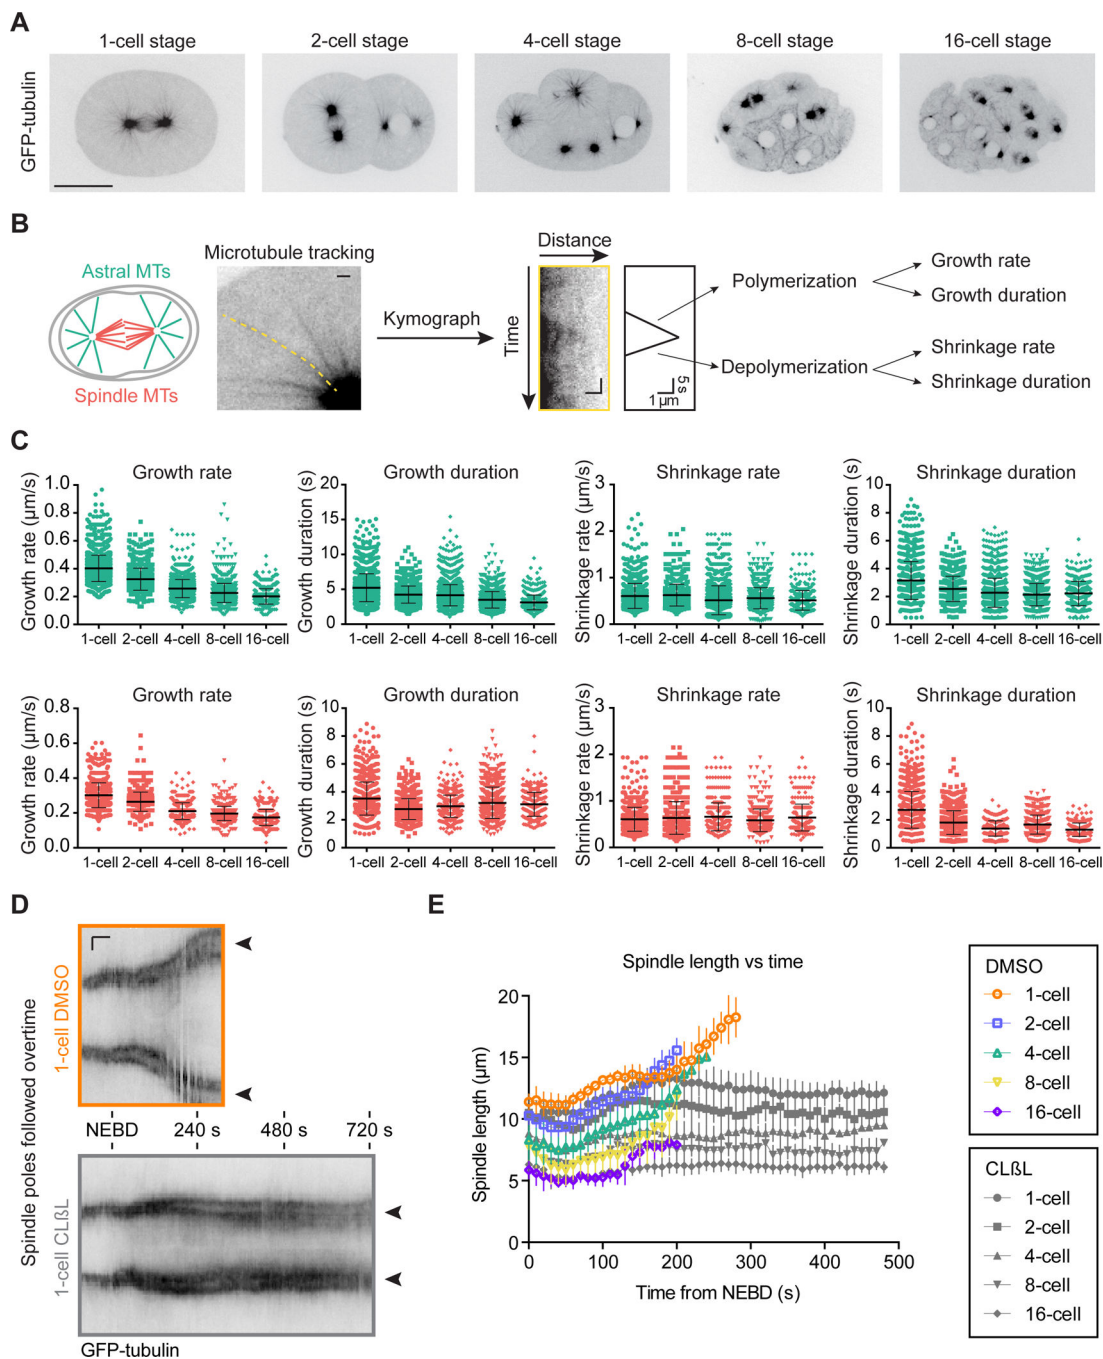 A
1-cell stage
2-cell stage
4-cell stage
8-cell stage
16-cell stage
GFP-tubulin
B
Astral MTs
Spindle MTs
Microtubule tracking
Kymograph
Distance
Time
5 s
1 µm
Polymerization
Growth rate
Growth duration
Depolymerization
Shrinkage rate
Shrinkage duration
C
Growth rate
Growth rate (µm/s)
1.0
0.8
0.6
0.4
0.2
0.0
1-cell 2-cell 4-cell 8-cell 16-cell
Growth duration
Growth duration (s)
20
15
10
5
0
1-cell 2-cell 4-cell 8-cell 16-cell
Shrinkage rate
Shrinkage rate (µm/s)
3
2
1
0
1-cell 2-cell 4-cell 8-cell 16-cell
Shrinkage duration
Shrinkage duration (s)
10
8
6
4
2
0
1-cell 2-cell 4-cell 8-cell 16-cell
Growth rate
Growth rate (µm/s)
0.8
0.6
0.4
0.2
0.0
1-cell 2-cell 4-cell 8-cell 16-cell
Growth duration
Growth duration (s)
10
8
6
4
2
0
1-cell 2-cell 4-cell 8-cell 16-cell
Shrinkage rate
Shrinkage rate (µm/s)
3
2
1
0
1-cell 2-cell 4-cell 8-cell 16-cell
Shrinkage duration
Shrinkage duration (s)
10
8
6
4
2
0
1-cell 2-cell 4-cell 8-cell 16-cell
D
Spindle poles followed overtime
1-cell DMSO
NEBD 240 s 480 s 720 s
1-cell CLßL
GFP-tubulin
E
Spindle length vs time
Spindle length (µm)
20
15
10
5
0
0 100 200 300 400 500
Time from NEBD (s)
DMSO
1-cell
2-cell
4-cell
8-cell
16-cell
CLßL
1-cell
2-cell
4-cell
8-cell
16-cell